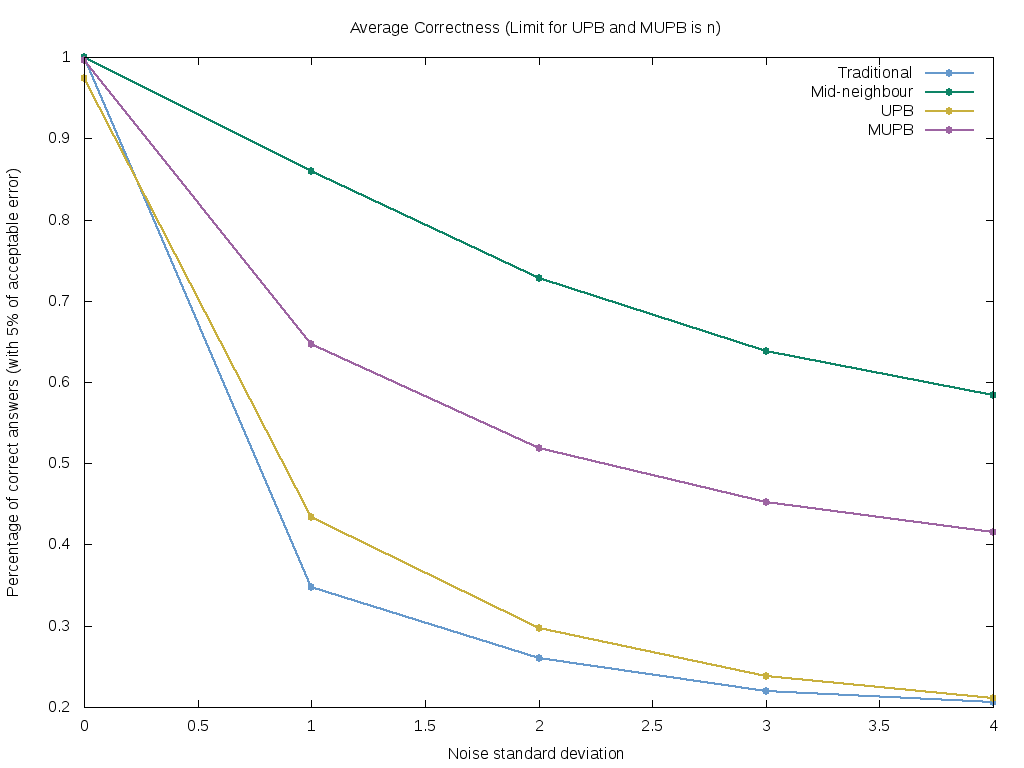 Average Correctness (Limit for UPB and MUPB is n)
Traditional
Mid-neighbour
UPB
MUPB
Percentage of correct answers (with 5% of acceptable error)
1
0.9
0.8
0.7
0.6
0.5
0.4
0.3
0.2
0 0.5 1 1.5 2 2.5 3 3.5 4
Noise standard deviation